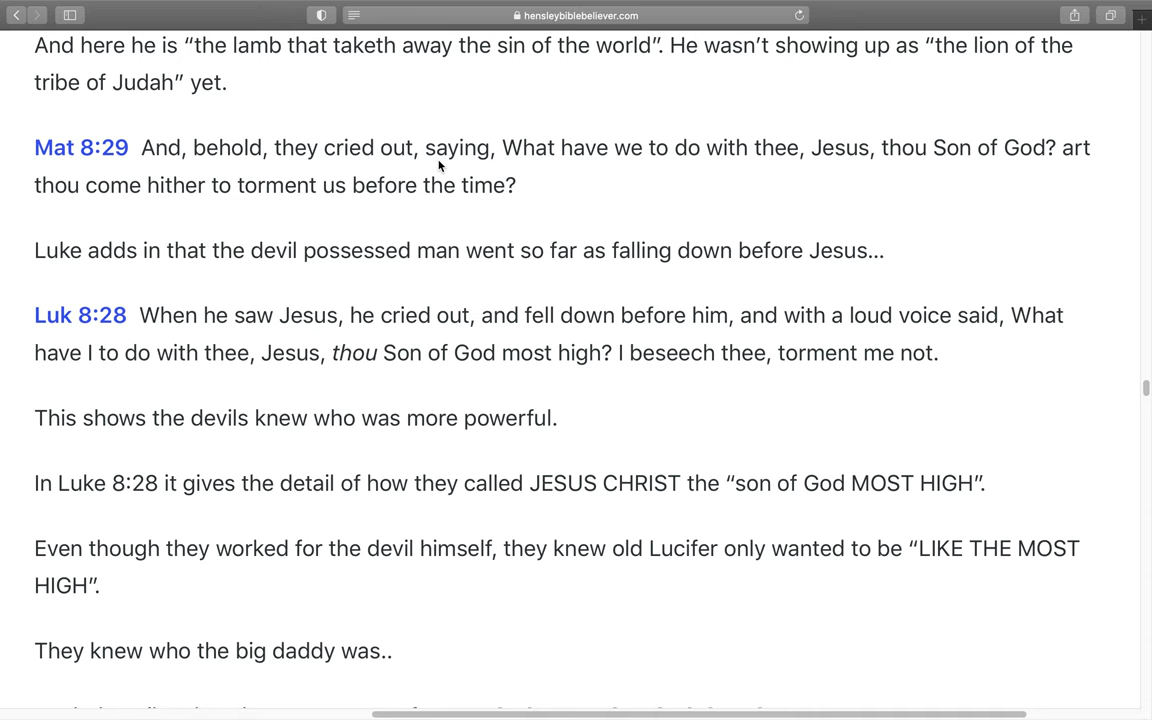 hensleybiblebeliever.com
And here he is “the lamb that taketh away the sin of the world”. He wasn’t showing up as “the lion of the
tribe of Judah” yet.
Mat 8:29 And, behold, they cried out, saying, What have we to do with thee, Jesus, thou Son of God? art
thou come hither to torment us before the time?
Luke adds in that the devil possessed man went so far as falling down before Jesus...
Luk 8:28 When he saw Jesus, he cried out, and fell down before him, and with a loud voice said, What
have I to do with thee, Jesus, thou Son of God most high? I beseech thee, torment me not.
This shows the devils knew who was more powerful.
In Luke 8:28 it gives the detail of how they called JESUS CHRIST the “son of God MOST HIGH”.
Even though they worked for the devil himself, they knew old Lucifer only wanted to be “LIKE THE MOST
HIGH”.
They knew who the big daddy was..